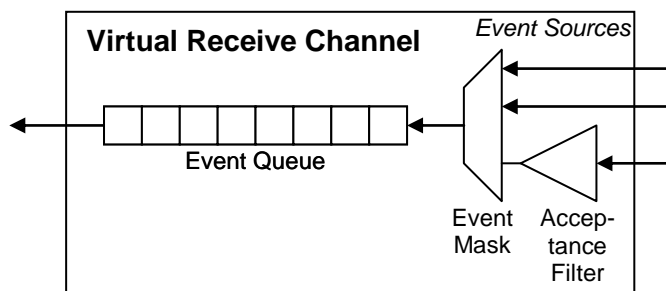 Virtual Receive Channel
Event Sources
Event Queue
Event
Mask
Accep-
tance
Filter